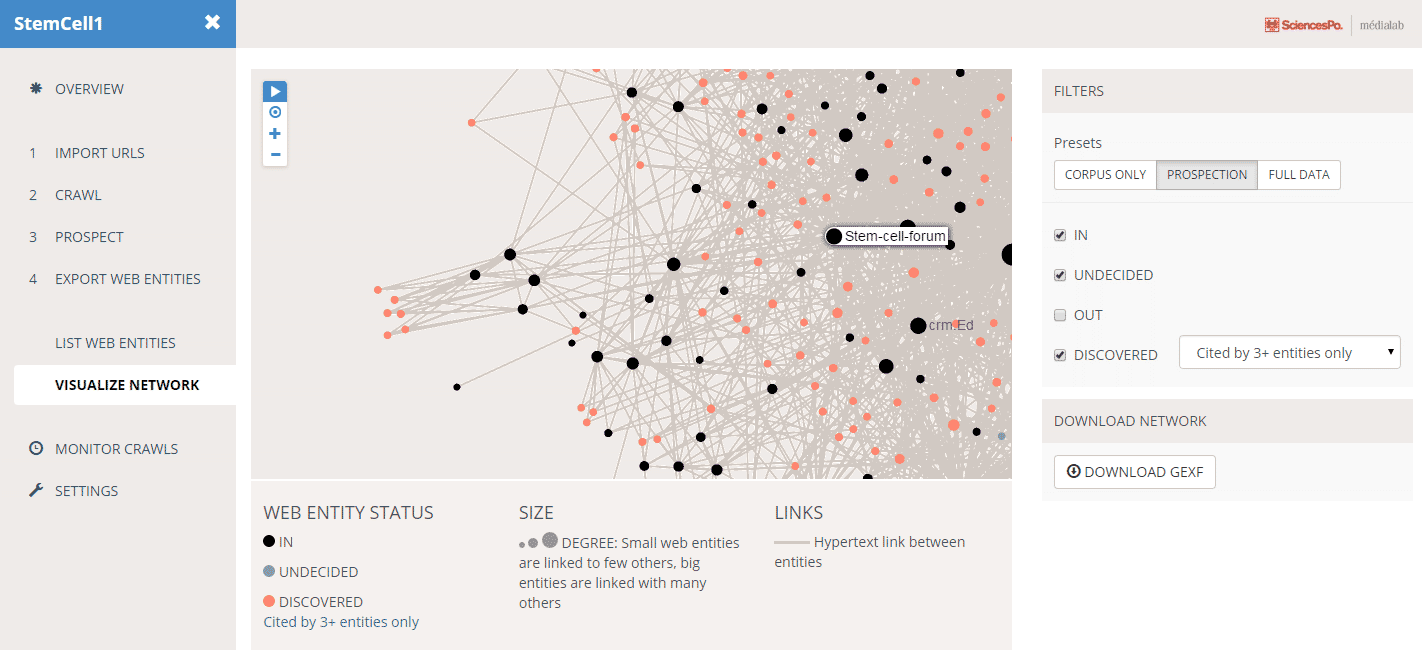 StemCell1
SciencesPo. médialab
OVERVIEW
1 IMPORT URLS
2 CRAWL
3 PROSPECT
4 EXPORT WEB ENTITIES
LIST WEB ENTITIES
VISUALIZE NETWORK
MONITOR CRAWLS
SETTINGS
Stem-cell-forum
crm.Ed
WEB ENTITY STATUS
IN
UNDECIDED
DISCOVERED
Cited by 3+ entities only
SIZE
DEGREE: Small web entities
are linked to few others, big
entities are linked with many
others
LINKS
Hypertext link between
entities
FILTERS
Presets
CORPUS ONLY PROSPECTION FULL DATA
IN
UNDECIDED
OUT
DISCOVERED Cited by 3+ entities only
DOWNLOAD NETWORK
DOWNLOAD GEXF